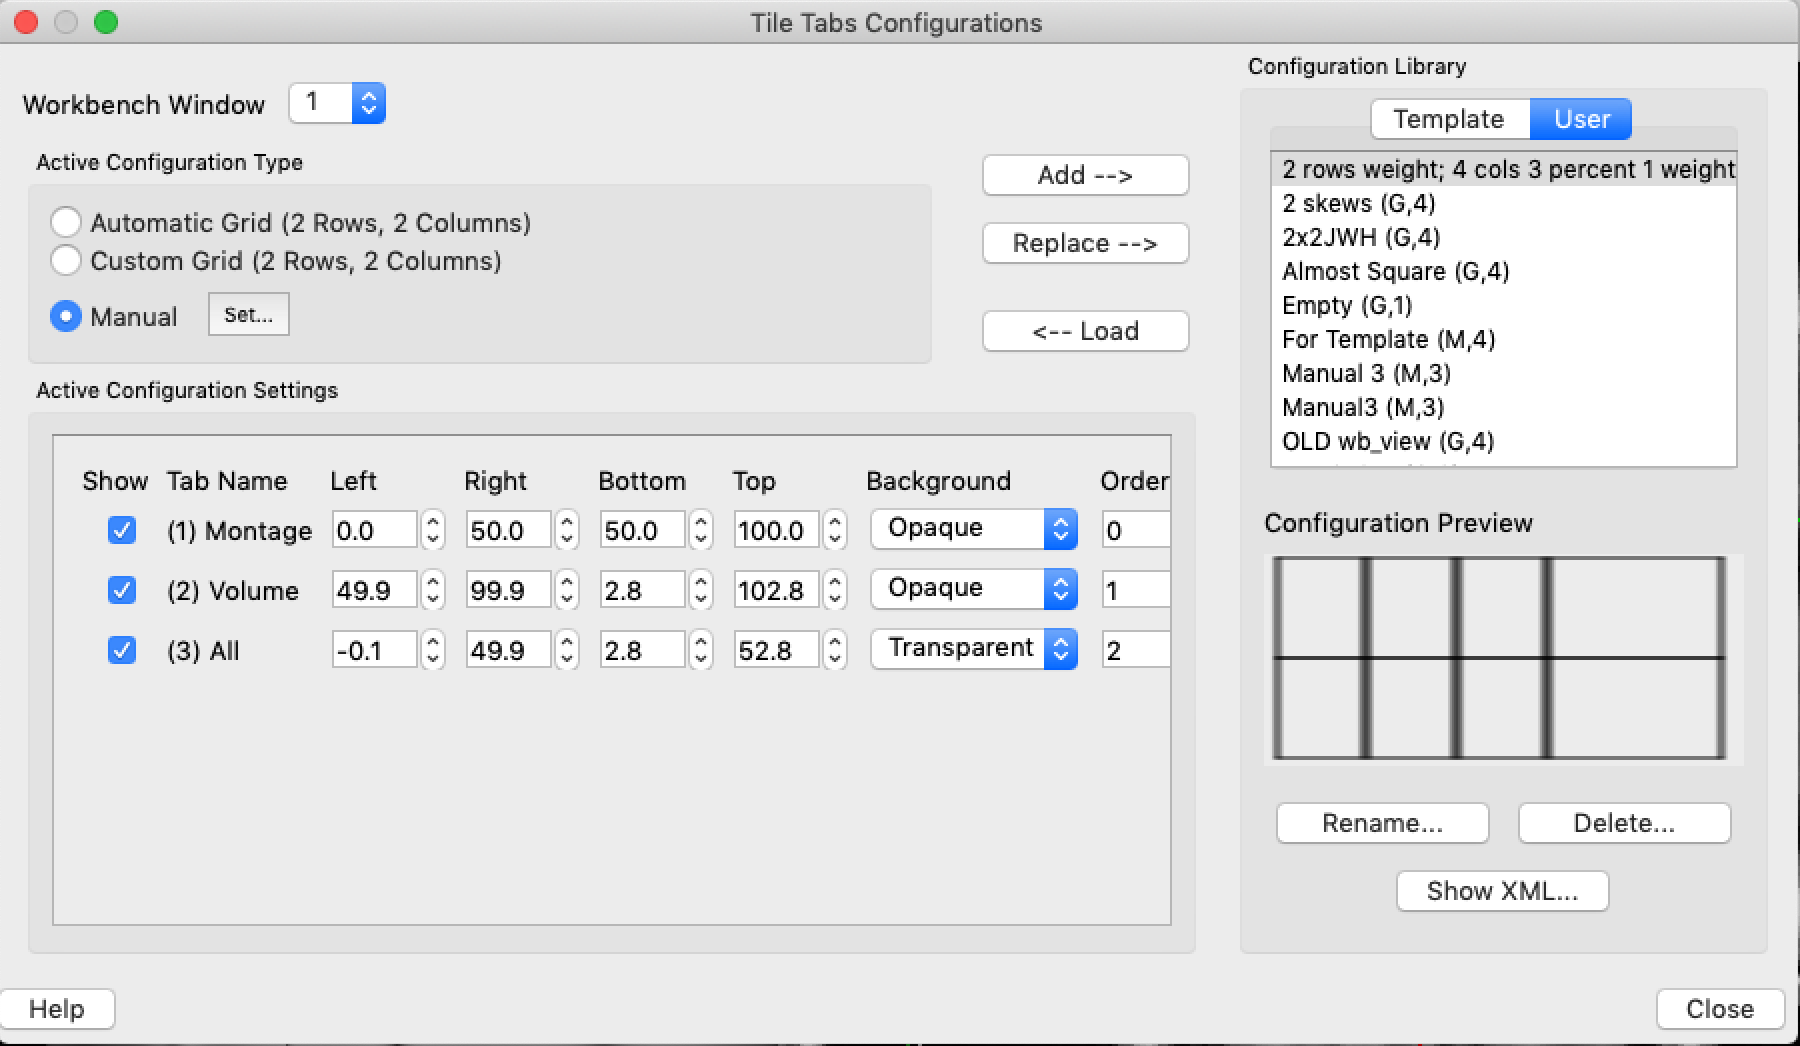 Tile Tabs Configurations
Workbench Window 1
Active Configuration Type
Automatic Grid (2 Rows, 2 Columns)
Custom Grid (2 Rows, 2 Columns)
Manual Set...
Add -->
Replace -->
<-- Load
Active Configuration Settings
Show Tab Name Left Right Bottom Top Background Order
(1) Montage 0.0 50.0 50.0 100.0 Opaque 0
(2) Volume 49.9 99.9 2.8 102.8 Opaque 1
(3) All -0.1 49.9 2.8 52.8 Transparent 2
Configuration Library
Template User
2 rows weight; 4 cols 3 percent 1 weight
2 skews (G,4)
2x2JWH (G,4)
Almost Square (G,4)
Empty (G,1)
For Template (M,4)
Manual 3 (M,3)
Manual3 (M,3)
OLD wb_view (G,4)
Configuration Preview
Rename... Delete...
Show XML...
Help Close